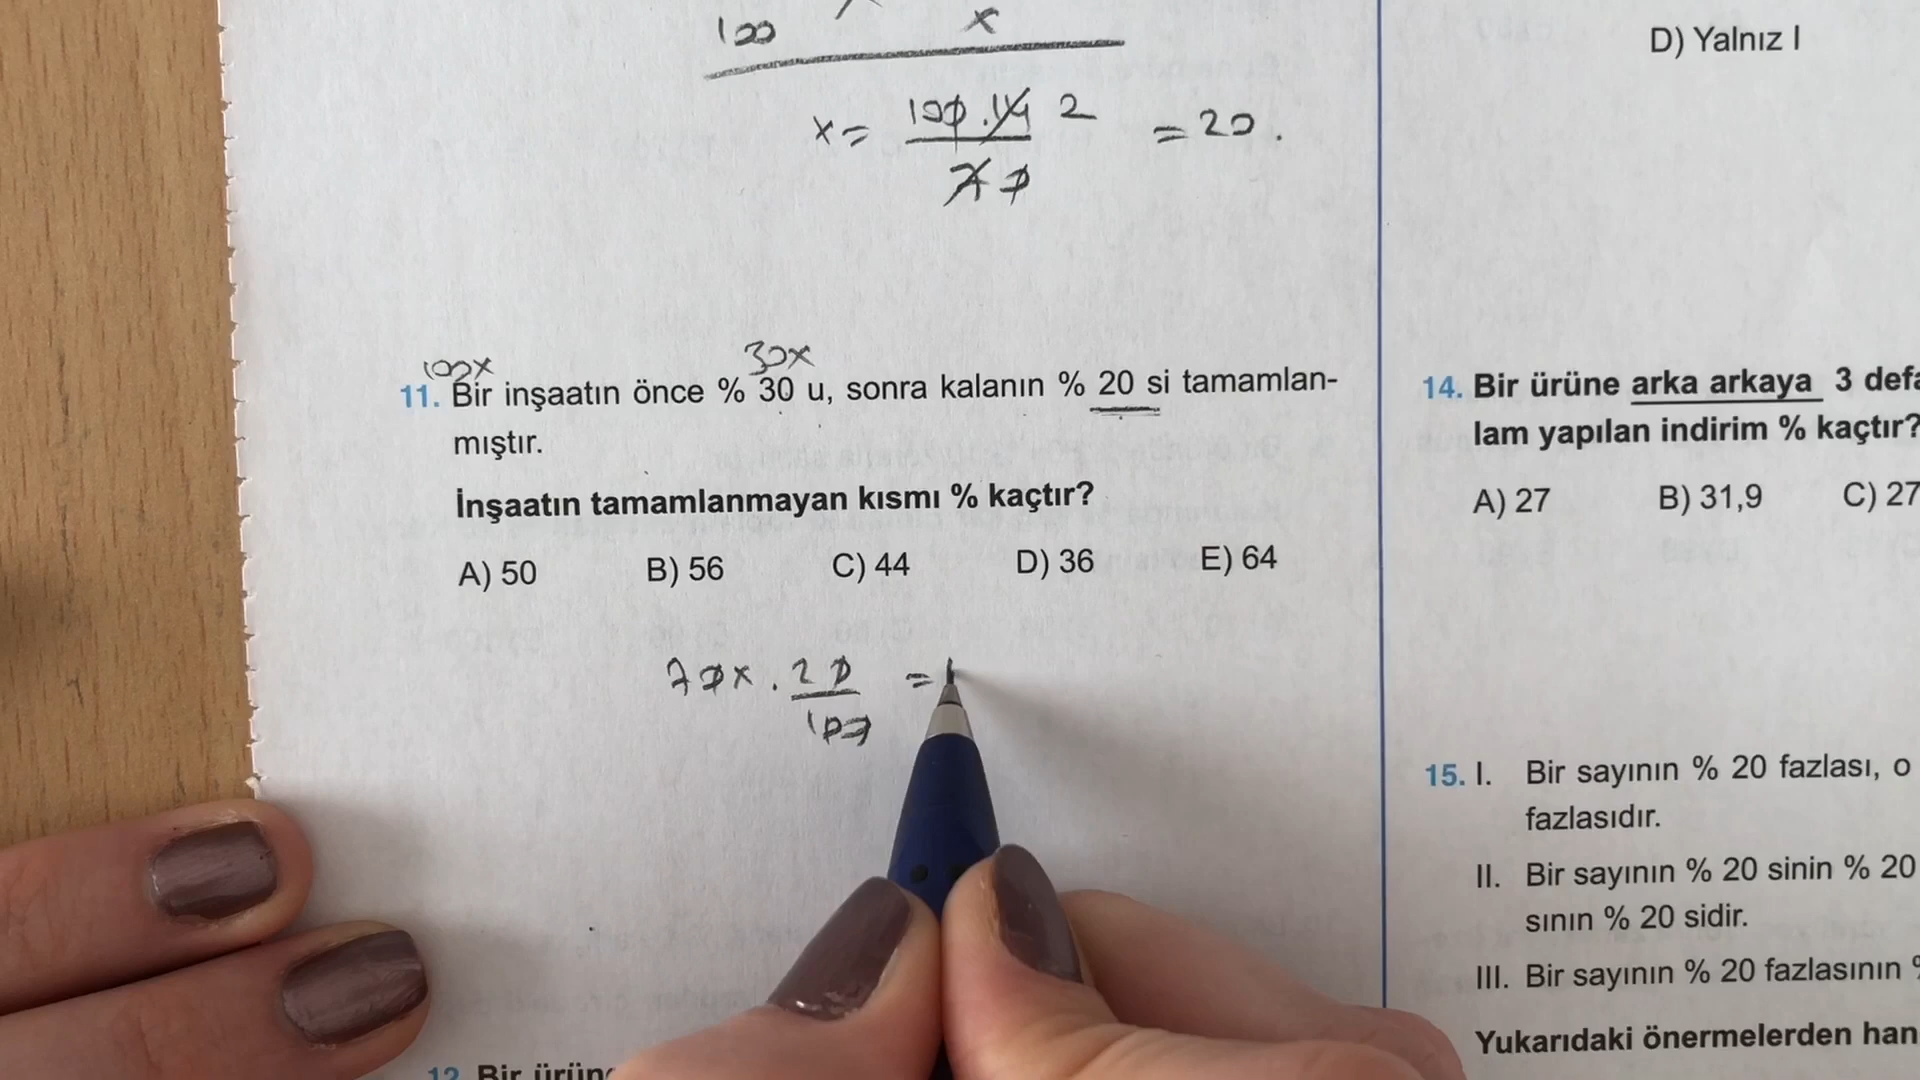 100 x
x = 100 . 14 2 / 70 = 20 .
100x 30x
11. Bir inşaatın önce % 30 u, sonra kalanın % 20 si tamamlan-
mıştır.
İnşaatın tamamlanmayan kısmı % kaçtır?
A) 50 B) 56 C) 44 D) 36 E) 64
70x . 20 / 100 = 1
12. Bir
D) Yalnız I
14. Bir ürüne arka arkaya 3 defa
lam yapılan indirim % kaçtır?
A) 27 B) 31,9 C) 27
15. I. Bir sayının % 20 fazlası, o
fazlasıdır.
II. Bir sayının % 20 sinin % 20
sının % 20 sidir.
III. Bir sayının % 20 fazlasının %
Yukarıdaki önermelerden han